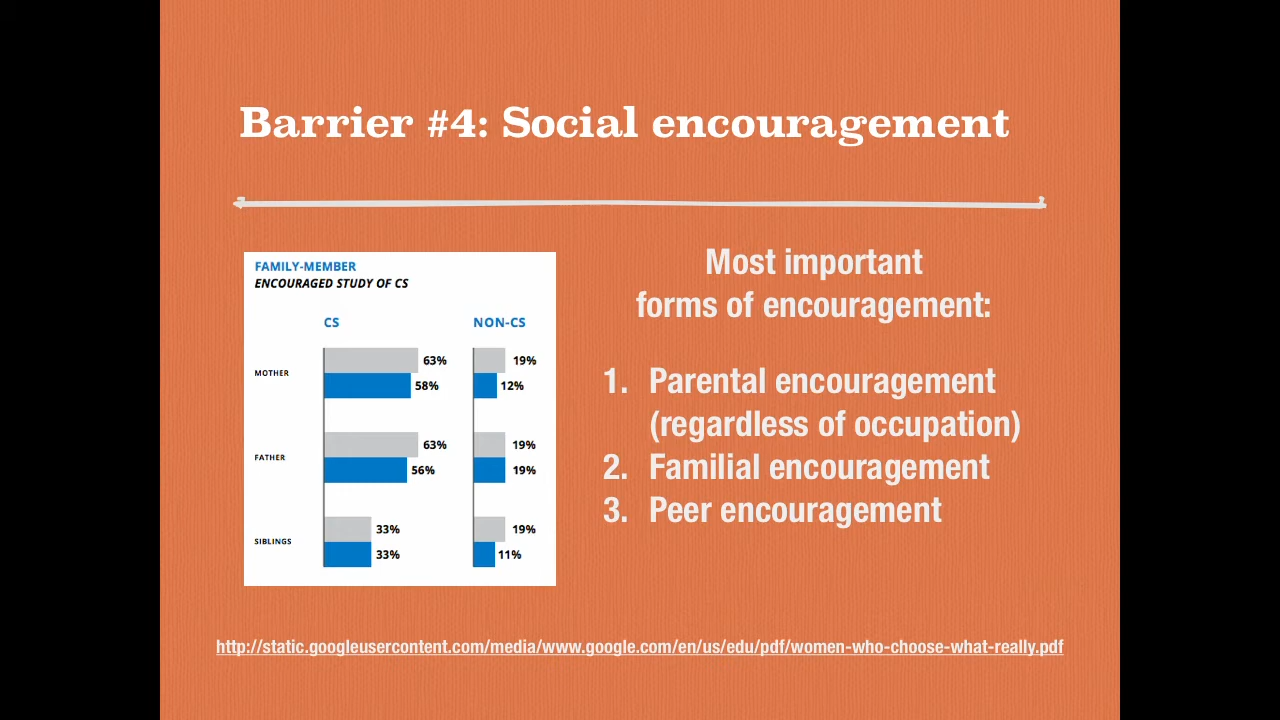 Barrier #4: Social encouragement
FAMILY-MEMBER
ENCOURAGED STUDY OF CS
CS NON-CS
MOTHER
63%
58%
19%
12%
FATHER
63%
56%
19%
19%
SIBLINGS
33%
33%
19%
11%
Most important
forms of encouragement:
1. Parental encouragement
(regardless of occupation)
2. Familial encouragement
3. Peer encouragement
http://static.googleusercontent.com/media/www.google.com/en/us/edu/pdf/women-who-choose-what-really.pdf